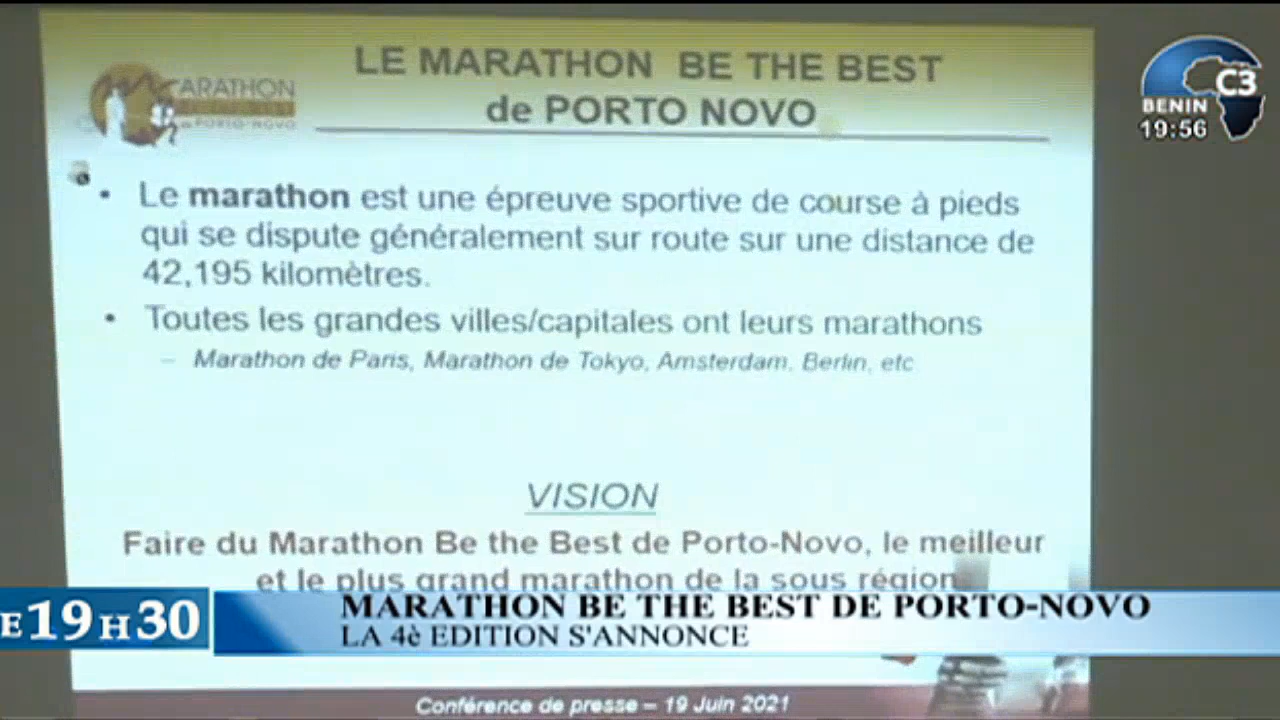 LE MARATHON BE THE BEST
de PORTO NOVO
ARATHON
C3
BENIN
19:56
• Le marathon est une épreuve sportive de course à pieds
qui se dispute généralement sur route sur une distance de
42,195 kilomètres.
• Toutes les grandes villes/capitales ont leurs marathons
– Marathon de Paris, Marathon de Tokyo, Amsterdam, Berlin, etc
VISION
Faire du Marathon Be the Best de Porto-Novo, le meilleur
et le plus grand marathon de la sous région
E 19 H 30
MARATHON BE THE BEST DE PORTO-NOVO
LA 4è EDITION S'ANNONCE
Conférence de presse – 19 Juin 2021